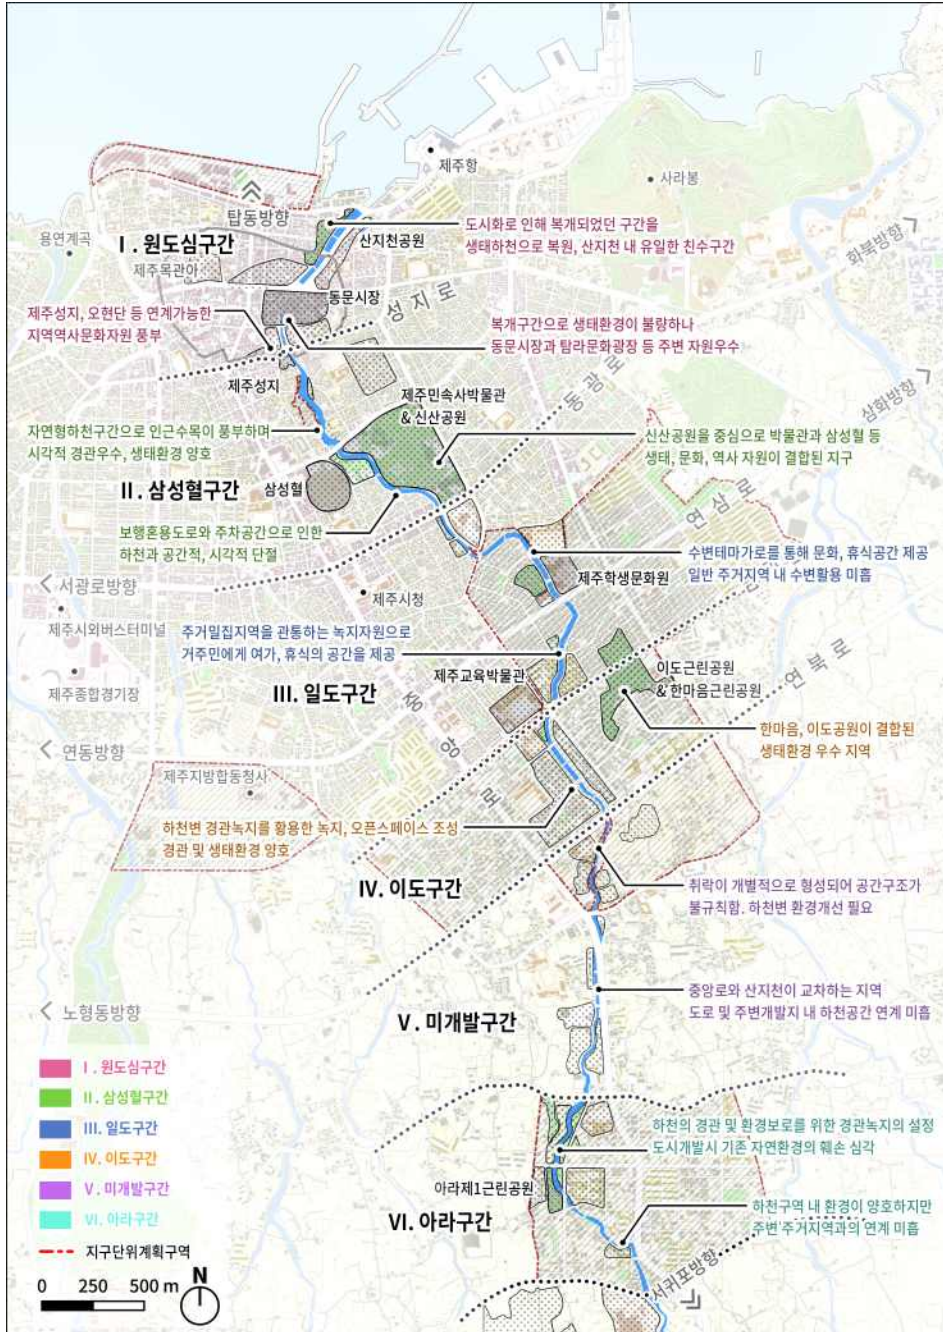 제주항
사라봉
탑동방향
산지천공원
도시화로 인해 복개되었던 구간을
생태하천으로 복원, 산지천 내 유일한 친수구간
용연계곡
I. 원도심구간
제주목관아
화북방향
동문시장
성지로
제주성지, 오현단 등 연계가능한
지역역사문화자원 풍부
복개구간으로 생태환경이 불량하나
동문시장과 탐라문화광장 등 주변 자원우수
제주성지
제주민속사박물관
& 신산공원
동광로
삼화방향
자연형하천구간으로 인근수목이 풍부하며
시각적 경관우수, 생태환경 양호
신산공원을 중심으로 박물관과 삼성혈 등
생태, 문화, 역사 자원이 결합된 지구
II. 삼성혈구간
삼성혈
연삼로
보행혼용도로와 주차공간으로 인한
하천과 공간적, 시각적 단절
수변테마가로를 통해 문화, 휴식공간 제공
일반 주거지역 내 수변활용 미흡
서광로방향
제주시청
제주학생문화원
제주시외버스터미널
주거밀집지역을 관통하는 녹지자원으로
거주민에게 여가, 휴식의 공간을 제공
제주종합경기장
III. 일도구간
제주교육박물관
이도근린공원
& 한마음근린공원
연북로
중앙로
한마음, 이도공원이 결합된
생태환경 우수 지역
연동방향
제주지방합동청사
하천변 경관녹지를 황용한 녹지, 오픈스페이스 조성
경관 및 생태환경 양호
IV. 이도구간
취락이 개별적으로 형성되어 공간구조가
불규칙함. 하천변 환경개선 필요
중앙로와 산지천이 교차하는 지역
도로 및 주변개발지 내 하천공간 연계 미흡
노형동방향
V. 미개발구간
I. 원도심구간
II. 삼성혈구간
III. 일도구간
IV. 이도구간
V. 미개발구간
VI. 아라구간
지구단위계획구역
하천의 경관 및 환경보로를 위한 경관녹지의 설정
도시개발시 기존 자연환경의 훼손 심각
아라제1근린공원
VI. 아라구간
하천구역 내 환경이 양호하지만
주변 주거지역과의 연계 미흡
서귀포방향
0 250 500 m
N